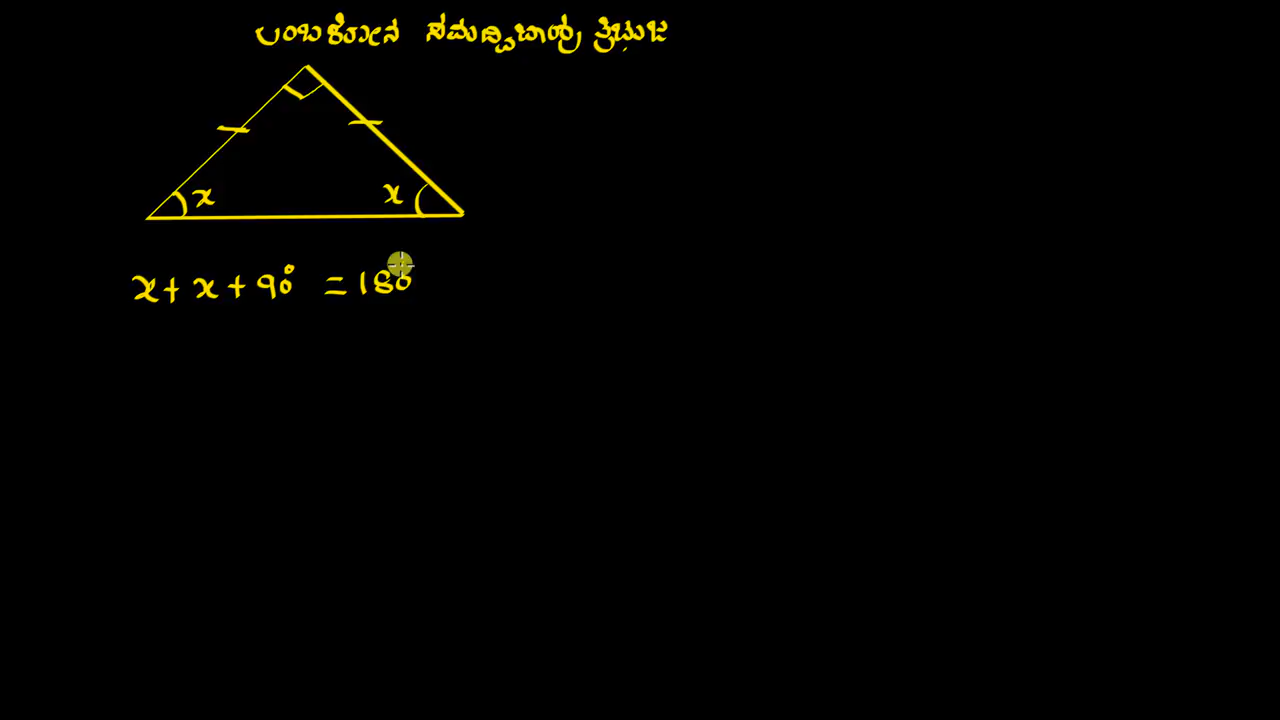 ಲಂಬಕೋನ ಸಮದ್ವಿಬಾಹು ತ್ರಿಭುಜ
x x
x + x + 90° = 180